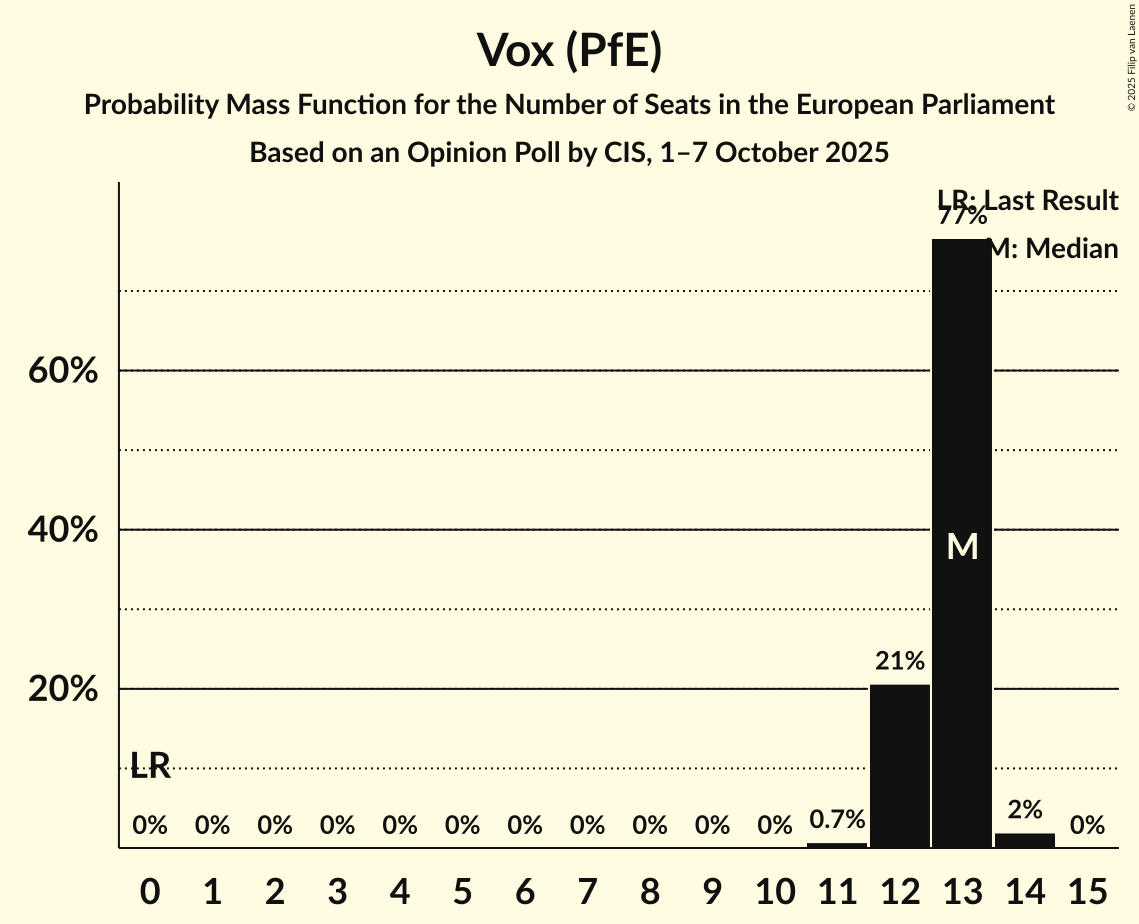 Vox (PfE)
Probability Mass Function for the Number of Seats in the European Parliament
Based on an Opinion Poll by CIS, 1–7 October 2025
© 2025 Filip van Laenen
LR: Last Result
M: Median
77%
60%
40%
M
21%
20%
LR
0% 0% 0% 0% 0% 0% 0% 0% 0% 0% 0% 0.7% 2% 0%
0 1 2 3 4 5 6 7 8 9 10 11 12 13 14 15